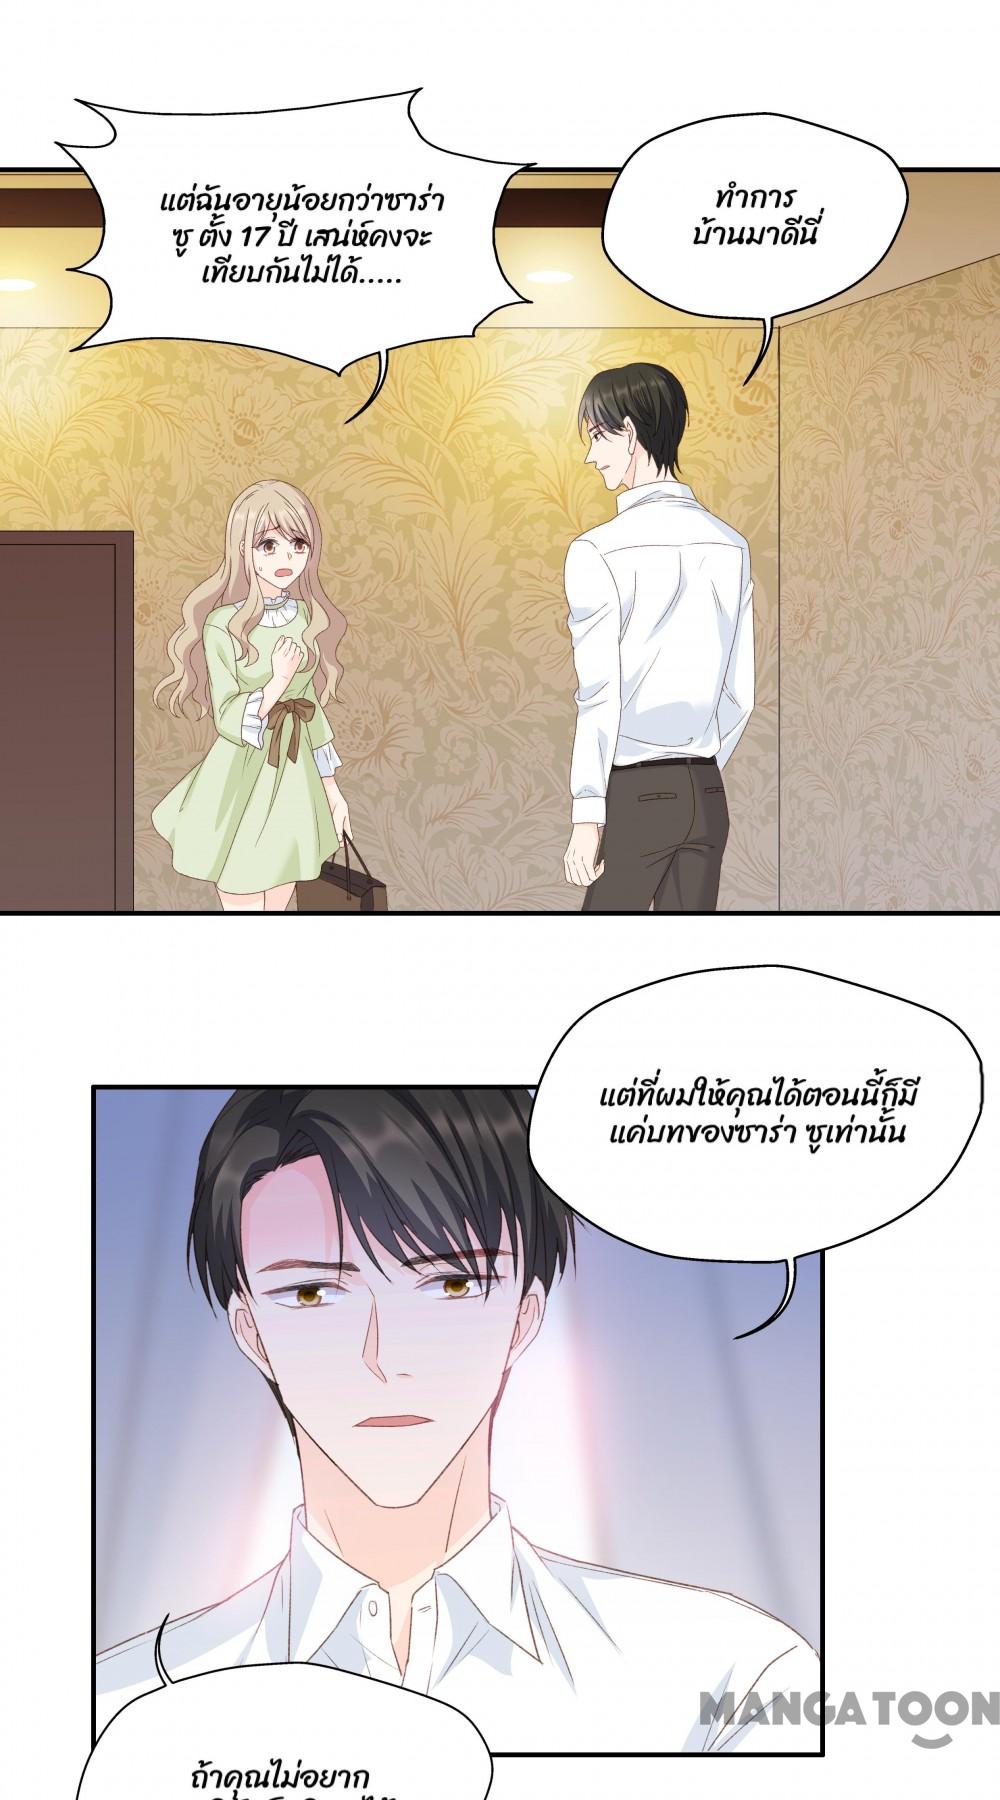 แต่ฉันอายุน้อยกว่าซาร่า
ซู ตั้ง 17 ปี เสน่ห์คงจะ
เทียบกันไม่ได้.....
ทำการ
บ้านมาดีนี่
แต่ที่ผมให้คุณได้ตอนนี้ก็มี
แค่บทของซาร่า ซูเท่านั้น
MANGATOON
ถ้าคุณไม่อยาก